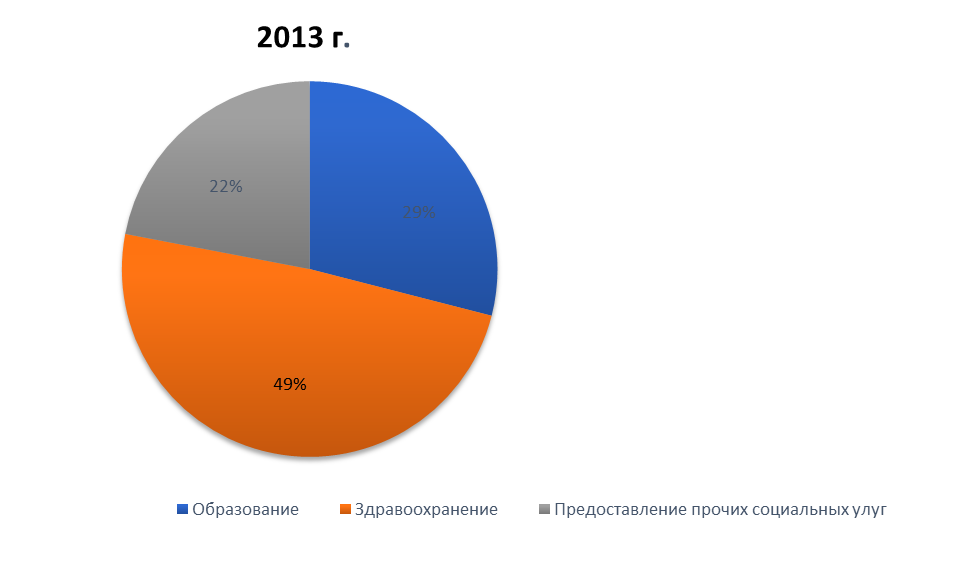 2013 г.
22%
29%
49%
Образование
Здравоохранение
Предоставление прочих социальных улуг